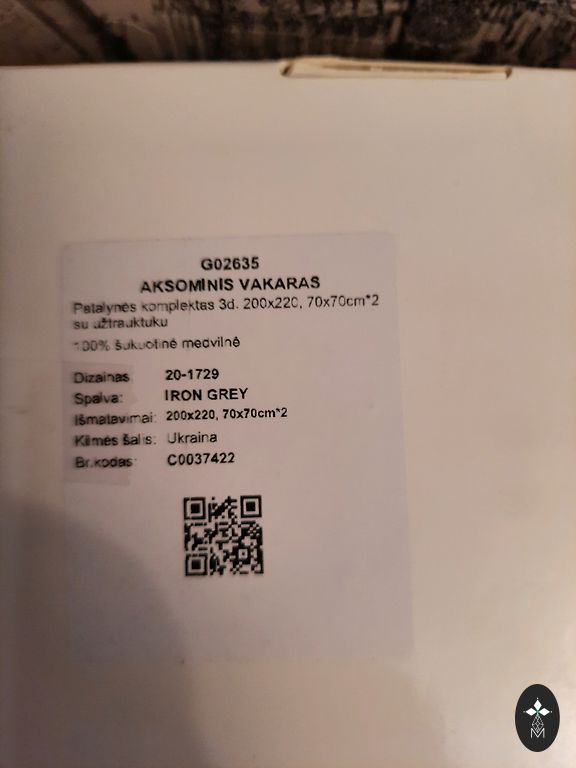 G02635
AKSOMINIS VAKARAS
Patalynės komplektas 3d. 200x220, 70x70cm*2
su užtrauktuku
100% šukuotinė medvilnė
Dizainas: 20-1729
Spalva: IRON GREY
Išmatavimai: 200x220, 70x70cm*2
Kilmės šalis: Ukraina
Br.kodas: C0037422
M